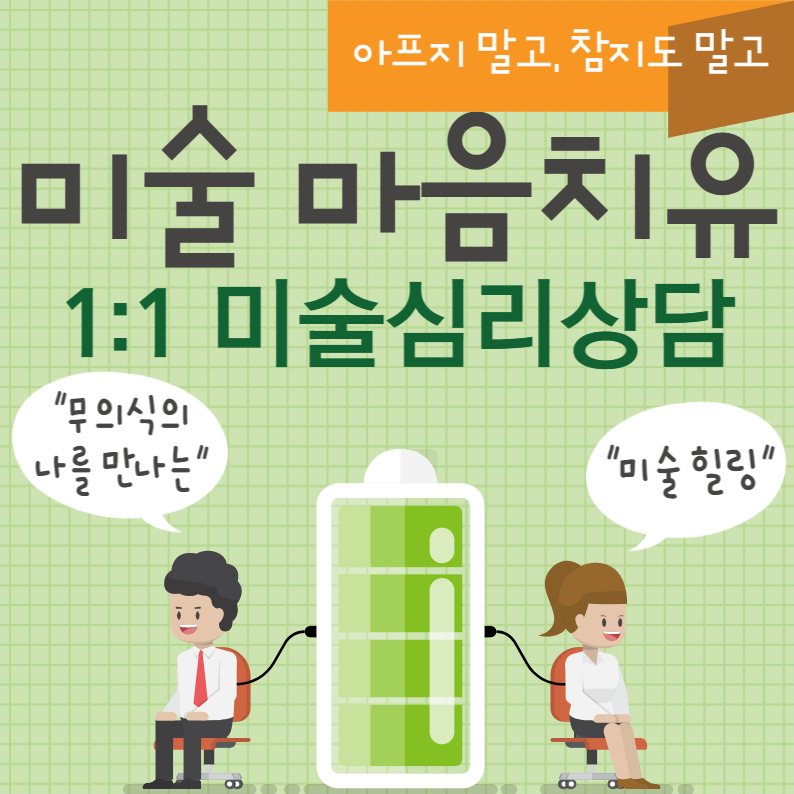 아프지 말고, 참지도 말고
미술 마음치유
1:1 미술심리상담
"무의식의
나를 만나는"
"미술 힐링"